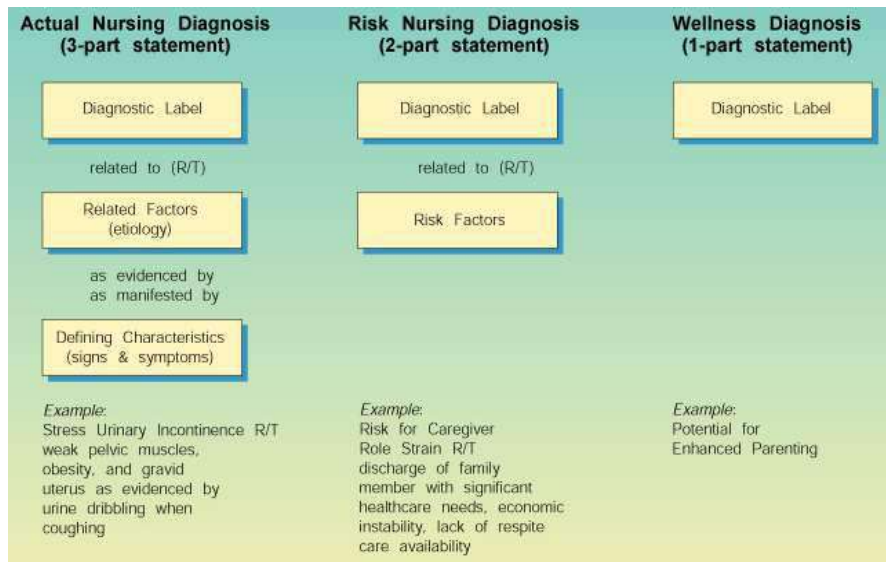 Actual Nursing Diagnosis
(3-part statement)
Diagnostic Label
related to (R/T)
Related Factors
(etiology)
as evidenced by
as manifested by
Defining Characteristics
(signs & symptoms)
Example:
Stress Urinary Incontinence R/T
weak pelvic muscles,
obesity, and gravid
uterus as evidenced by
urine dribbling when
coughing
Risk Nursing Diagnosis
(2-part statement)
Diagnostic Label
related to (R/T)
Risk Factors
Example:
Risk for Caregiver
Role Strain R/T
discharge of family
member with significant
healthcare needs, economic
instability, lack of respite
care availability
Wellness Diagnosis
(1-part statement)
Diagnostic Label
Example:
Potential for
Enhanced Parenting